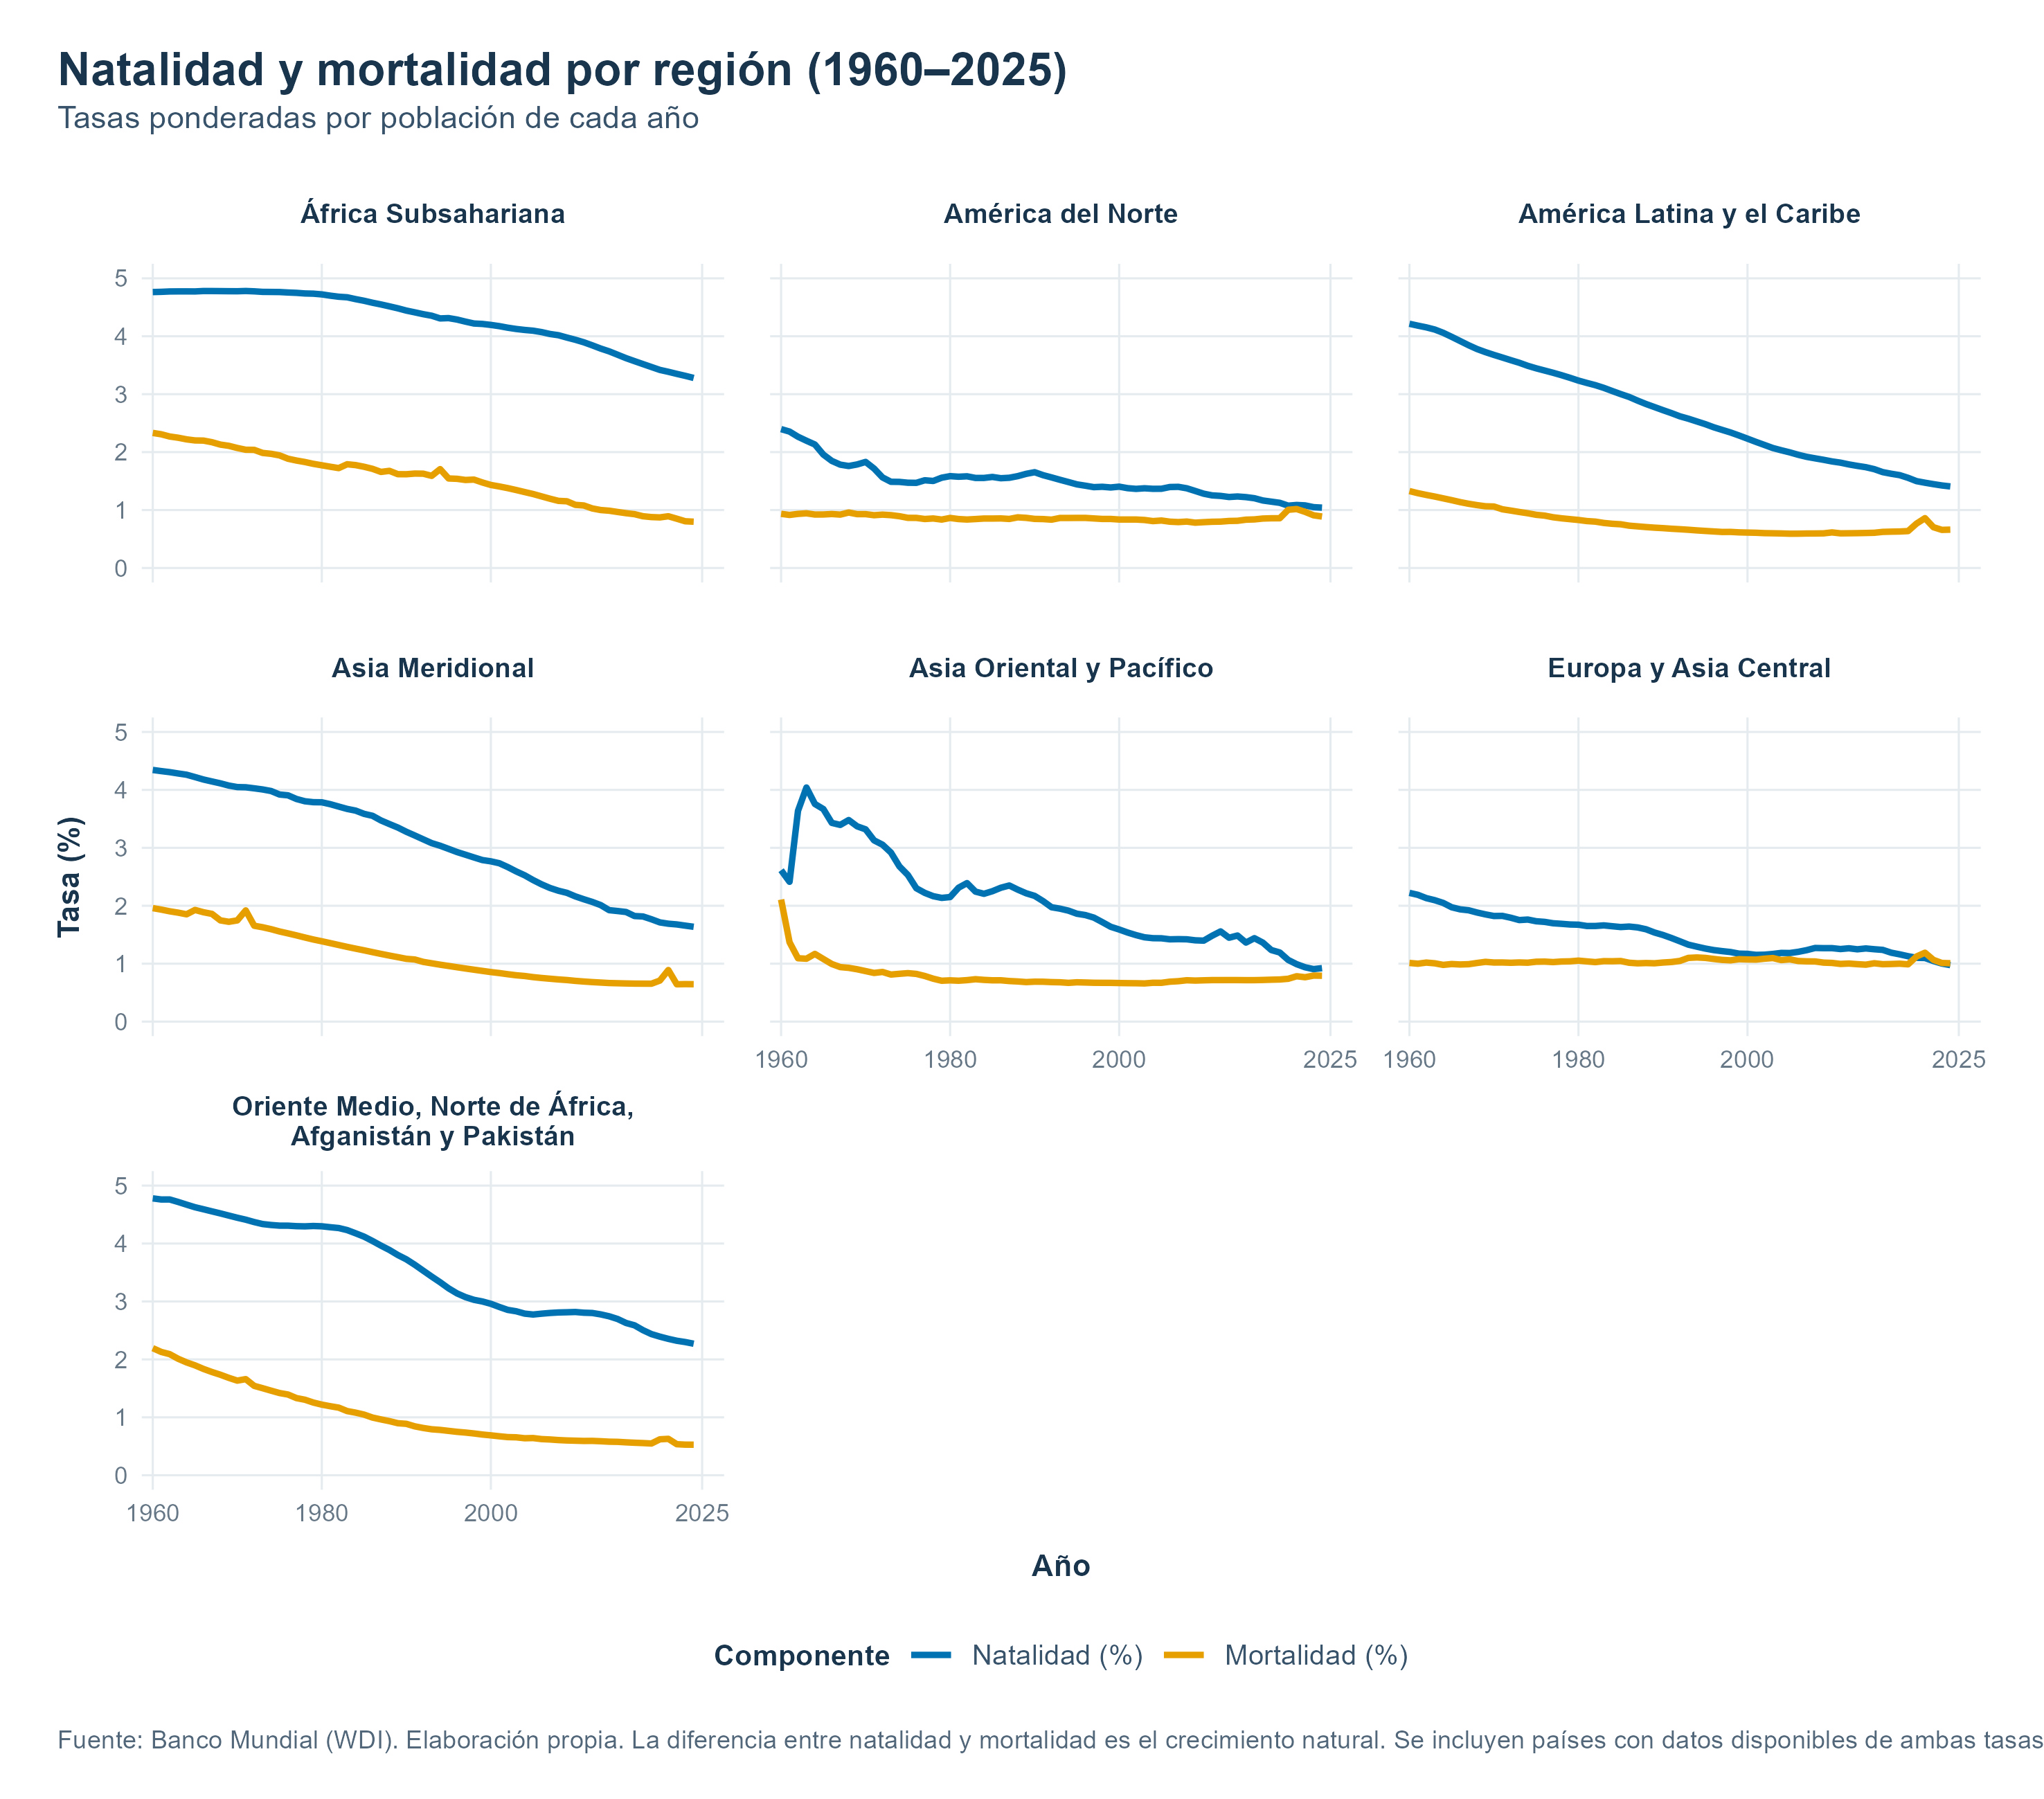 Natalidad y mortalidad por región (1960–2025)
Tasas ponderadas por población de cada año
África Subsahariana
América del Norte
América Latina y el Caribe
5
4
3
2
1
0
Asia Meridional
Asia Oriental y Pacífico
Europa y Asia Central
Tasa (%)
5
4
3
2
1
0
1960 1980 2000 2025
1960 1980 2000 2025
Oriente Medio, Norte de África,
Afganistán y Pakistán
5
4
3
2
1
0
1960 1980 2000 2025
Año
Componente Natalidad (%) Mortalidad (%)
Fuente: Banco Mundial (WDI). Elaboración propia. La diferencia entre natalidad y mortalidad es el crecimiento natural. Se incluyen países con datos disponibles de ambas tasas